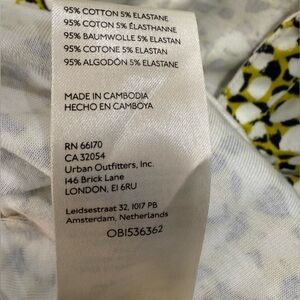 95% COTTON 5% ELASTANE
95% COTON 5% ÉLASTHANNE
95% BAUMWOLLE 5% ELASTAN
95% COTONE 5% ELASTAN
95% ALGODÓN 5% ELASTANE
MADE IN CAMBODIA
HECHO EN CAMBOYA
RN 66170
CA 32054
Urban Outfitters, Inc.
146 Brick Lane
LONDON, E1 6RU
Leidsestraat 32, 1017 PB
Amsterdam, Netherlands
OB1536362